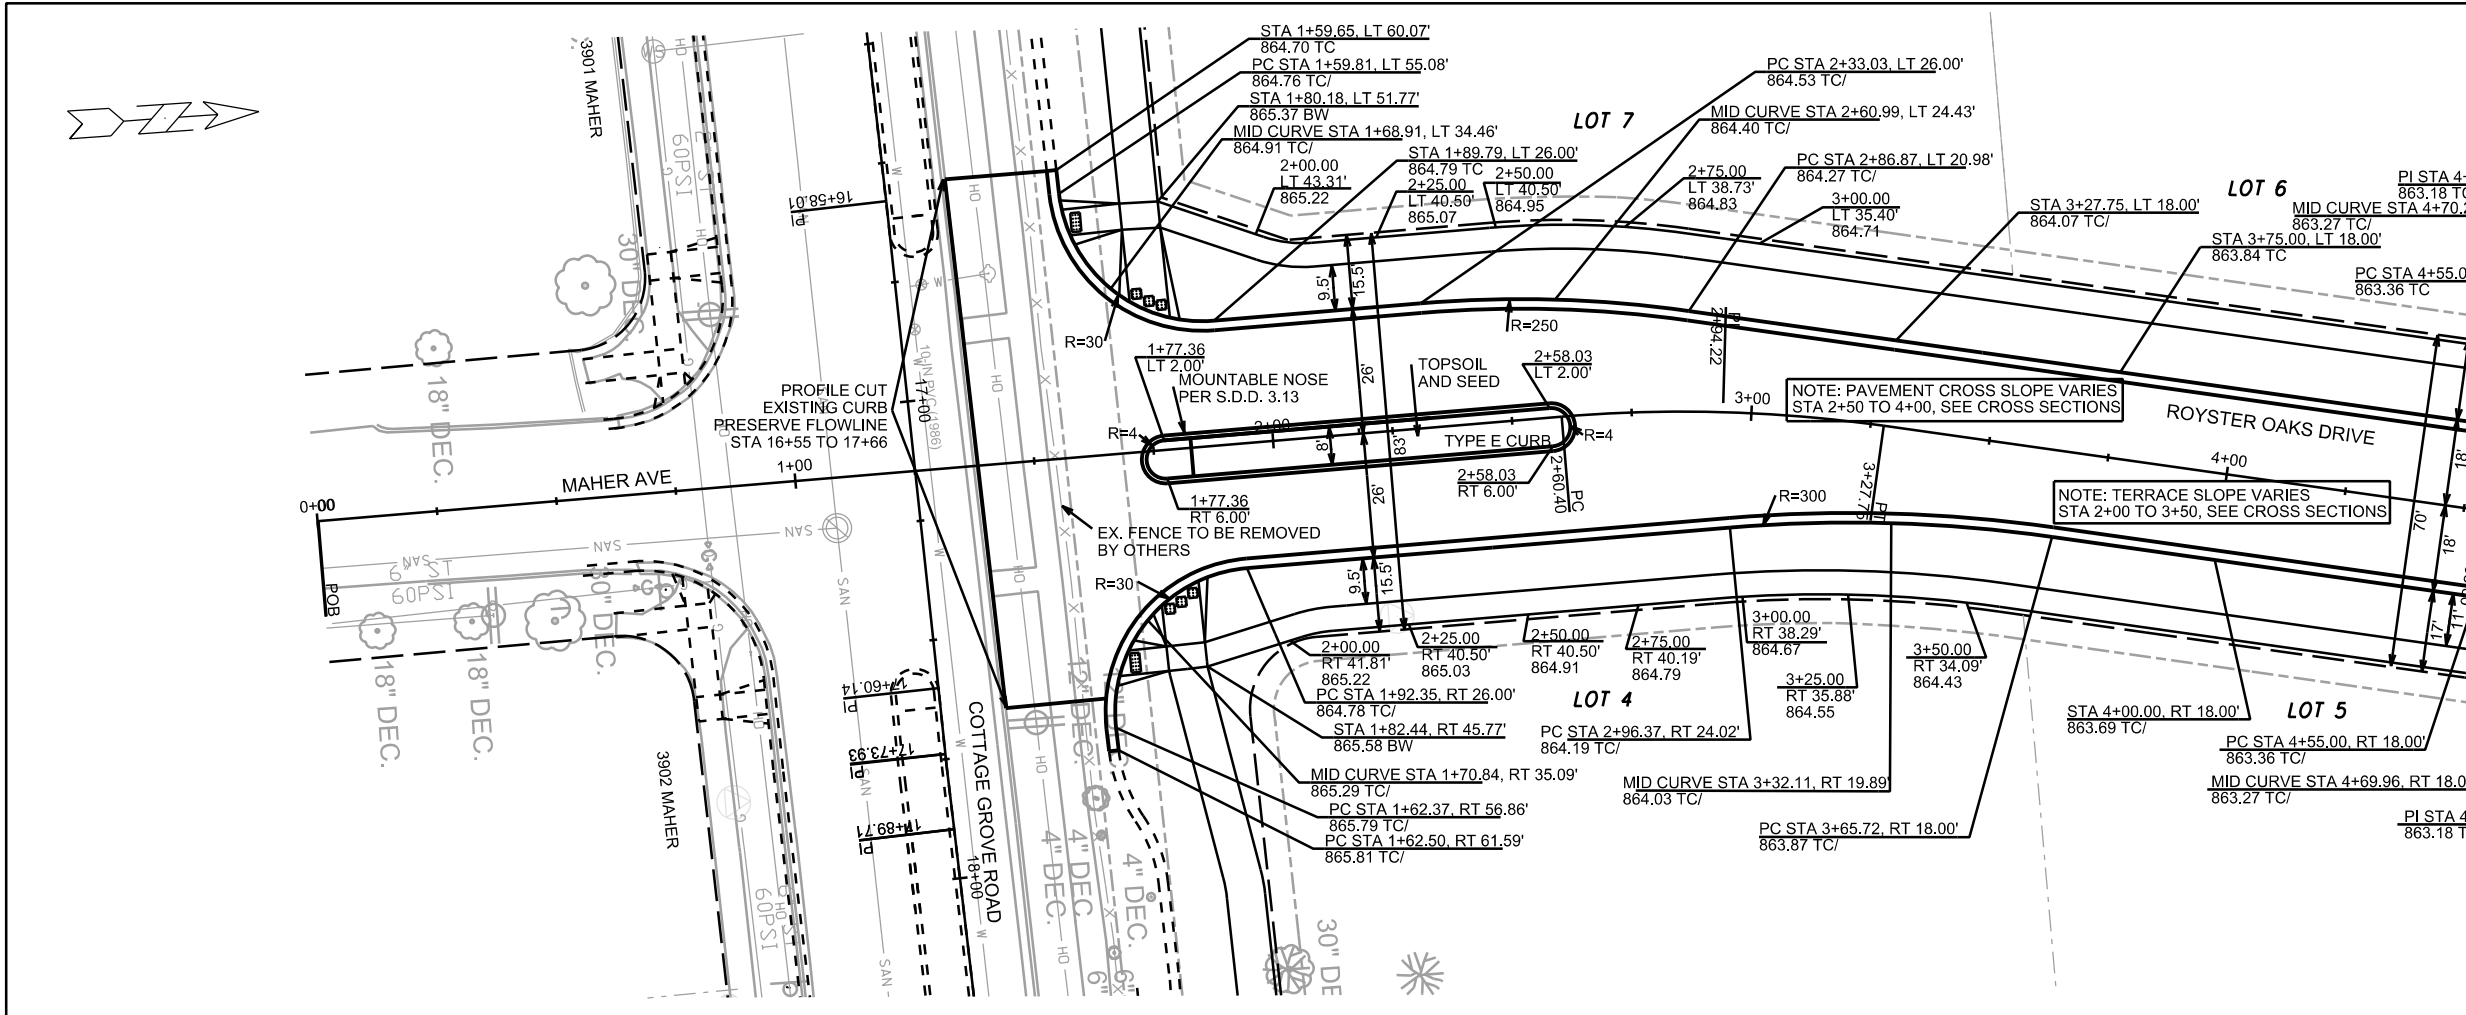 STA 1+59.65, LT 60.07'
864.70 TC
PC STA 1+59.81, LT 55.08'
864.76 TC/
STA 1+80.18, LT 51.77'
865.37 BW
MID CURVE STA 1+68.91, LT 34.46'
864.91 TC/
2+00.00
LT 43.31'
865.22
STA 1+89.79, LT 26.00'
864.79 TC
2+25.00
LT 40.50'
865.07
2+50.00
LT 40.50'
864.95
LOT 7
PC STA 2+33.03, LT 26.00'
864.53 TC/
MID CURVE STA 2+60.99, LT 24.43'
864.40 TC/
2+75.00
LT 38.73'
864.83
PC STA 2+86.87, LT 20.98'
864.27 TC/
3+00.00
LT 35.40'
864.71
STA 3+27.75, LT 18.00'
864.07 TC/
LOT 6
STA 3+75.00, LT 18.00'
863.84 TC
PI STA 4+
863.18 TC
MID CURVE STA 4+70.2
863.27 TC/
PC STA 4+55.0
863.36 TC
3901 MAHER
60PSI
30" DEC.
18" DEC.
PI
16+58.01
HO
W
SAN
10-IN PVC (1986)
17+00
9.5'
15.5'
R=30
R=250
PI
2+94.22
1+77.36
LT 2.00'
MOUNTABLE NOSE
PER S.D.D. 3.13
TOPSOIL
AND SEED
2+58.03
LT 2.00'
PROFILE CUT
EXISTING CURB
PRESERVE FLOWLINE
STA 16+55 TO 17+66
R=4
2+00
8'
26'
83'
TYPE E CURB
R=4
3+00
NOTE: PAVEMENT CROSS SLOPE VARIES
STA 2+50 TO 4+00, SEE CROSS SECTIONS
ROYSTER OAKS DRIVE
4+00
18'
0+00
MAHER AVE
1+00
1+77.36
RT 6.00'
2+58.03
RT 6.00'
PC
2+60.40
26'
PT
3+27.75
R=300
NOTE: TERRACE SLOPE VARIES
STA 2+00 TO 3+50, SEE CROSS SECTIONS
70'
18'
EX. FENCE TO BE REMOVED
BY OTHERS
R=30
9.5'
15.5'
POB
60PSI
30" DEC.
18" DEC.
18" DEC.
17'
11'
2+00.00
RT 41.81'
865.22
2+25.00
RT 40.50'
865.03
2+50.00
RT 40.50'
864.91
2+75.00
RT 40.19'
864.79
3+00.00
RT 38.29'
864.67
3+25.00
RT 35.88'
864.55
3+50.00
RT 34.09'
864.43
PC STA 1+92.35, RT 26.00'
864.78 TC/
LOT 4
STA 1+82.44, RT 45.77'
865.58 BW
PC STA 2+96.37, RT 24.02'
864.19 TC/
STA 4+00.00, RT 18.00'
863.69 TC/
LOT 5
PC STA 4+55.00, RT 18.00'
863.36 TC/
MID CURVE STA 1+70.84, RT 35.09'
865.29 TC/
MID CURVE STA 3+32.11, RT 19.89'
864.03 TC/
MID CURVE STA 4+69.96, RT 18.0
863.27 TC/
PC STA 1+62.37, RT 56.86'
865.79 TC/
PC STA 1+62.50, RT 61.59'
865.81 TC/
PC STA 3+65.72, RT 18.00'
863.87 TC/
PI STA 4
863.18 T
PI
17+60.14
PI
17+73.93
PI
17+89.71
3902 MAHER
COTTAGE GROVE ROAD
18+00
60PSI
12" DEC.
4" DEC.
4" DEC
4" DEC.
6"
6"
30" DE